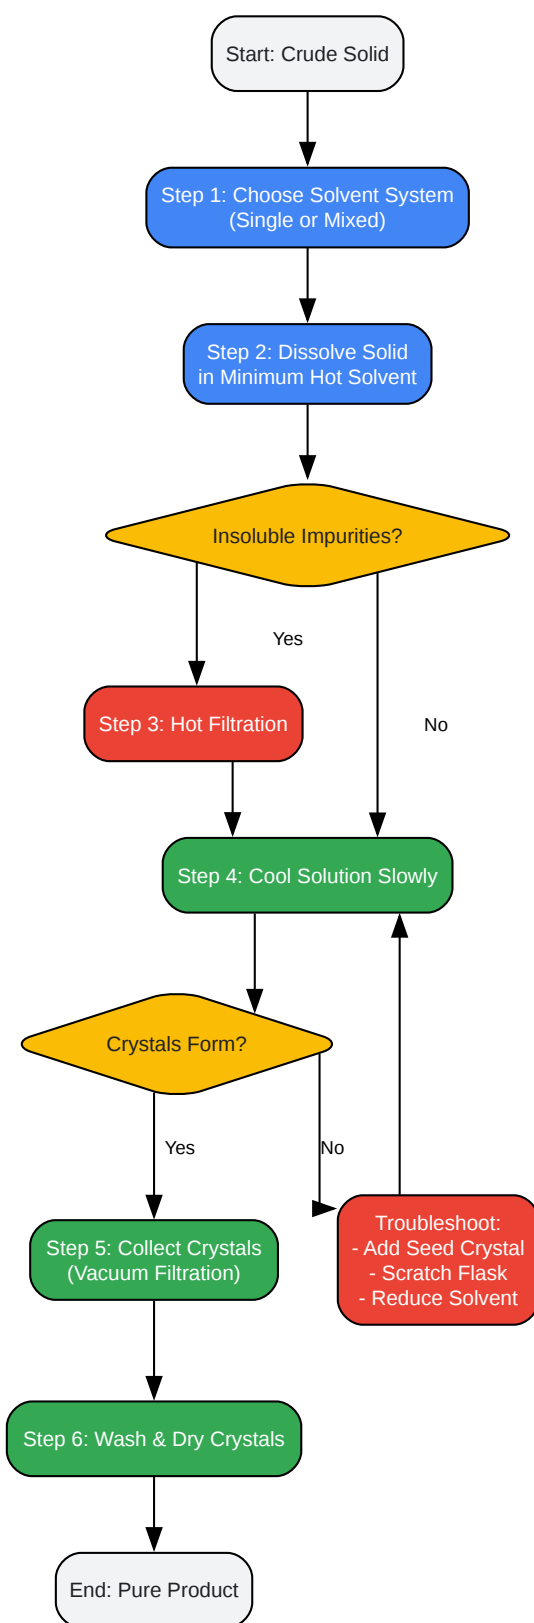 Start: Crude Solid
Step 1: Choose Solvent System
(Single or Mixed)
Step 2: Dissolve Solid
in Minimum Hot Solvent
Insoluble Impurities?
Yes
Step 3: Hot Filtration
No
Step 4: Cool Solution Slowly
Crystals Form?
Yes
No
Step 5: Collect Crystals
(Vacuum Filtration)
Troubleshoot:
- Add Seed Crystal
- Scratch Flask
- Reduce Solvent
Step 6: Wash & Dry Crystals
End: Pure Product